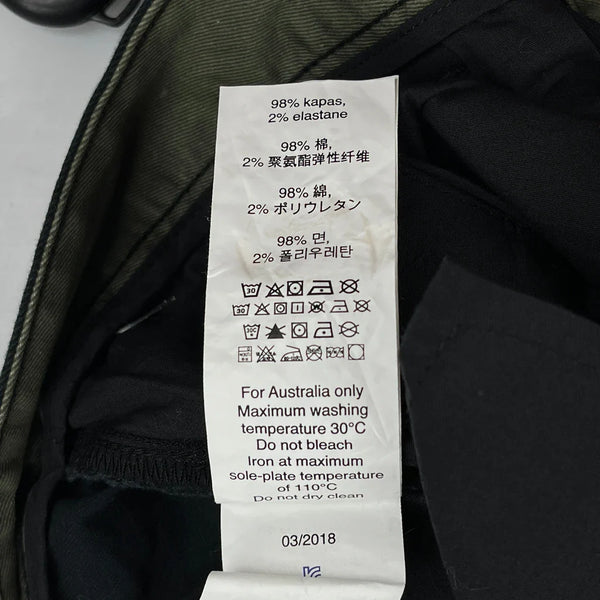 98% kapas,
2% elastane
98% 棉,
2% 聚氨酯弹性纤维
98% 綿,
2% ポリウレタン
98% 면,
2% 폴리우레탄
For Australia only
Maximum washing
temperature 30°C
Do not bleach
Iron at maximum
sole-plate temperature
of 110°C
Do not dry clean
03/2018